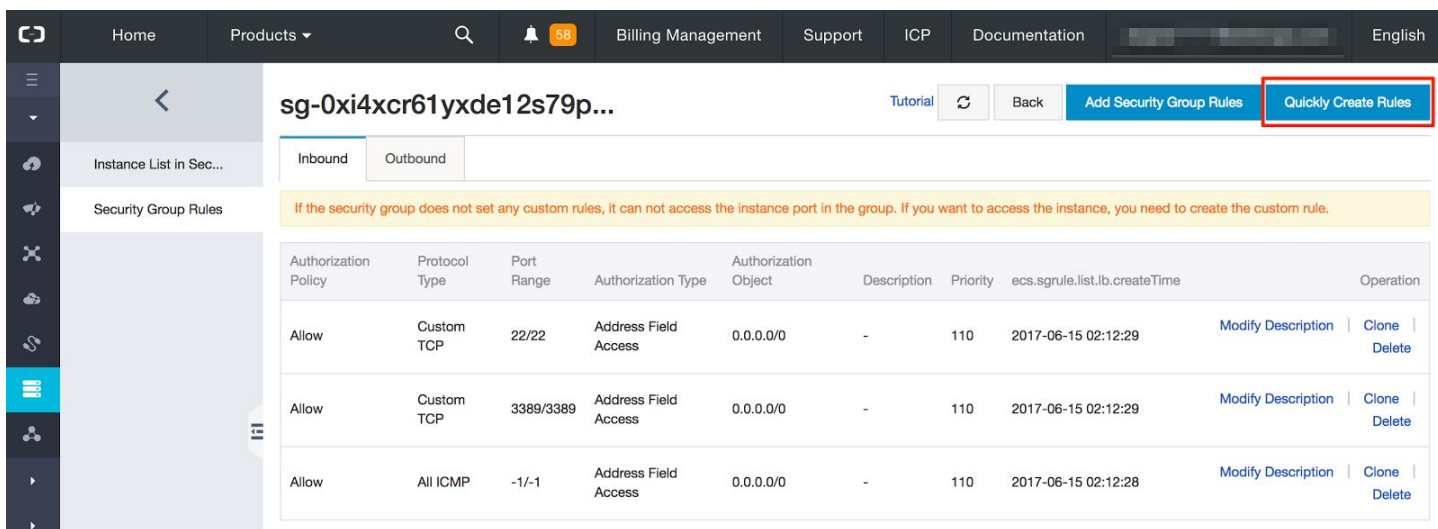 Home Products 58 Billing Management Support ICP Documentation English
sg-0xi4xcr61yxde12s79p...
Tutorial Back Add Security Group Rules Quickly Create Rules
Instance List in Sec...
Security Group Rules
Inbound Outbound
If the security group does not set any custom rules, it can not access the instance port in the group. If you want to access the instance, you need to create the custom rule.
Authorization Policy Protocol Type Port Range Authorization Type Authorization Object Description Priority ecs.sgrule.list.lb.createTime Operation
Allow Custom TCP 22/22 Address Field Access 0.0.0.0/0 - 110 2017-06-15 02:12:29 Modify Description | Clone | Delete
Allow Custom TCP 3389/3389 Address Field Access 0.0.0.0/0 - 110 2017-06-15 02:12:29 Modify Description | Clone | Delete
Allow All ICMP -1/-1 Address Field Access 0.0.0.0/0 - 110 2017-06-15 02:12:28 Modify Description | Clone | Delete